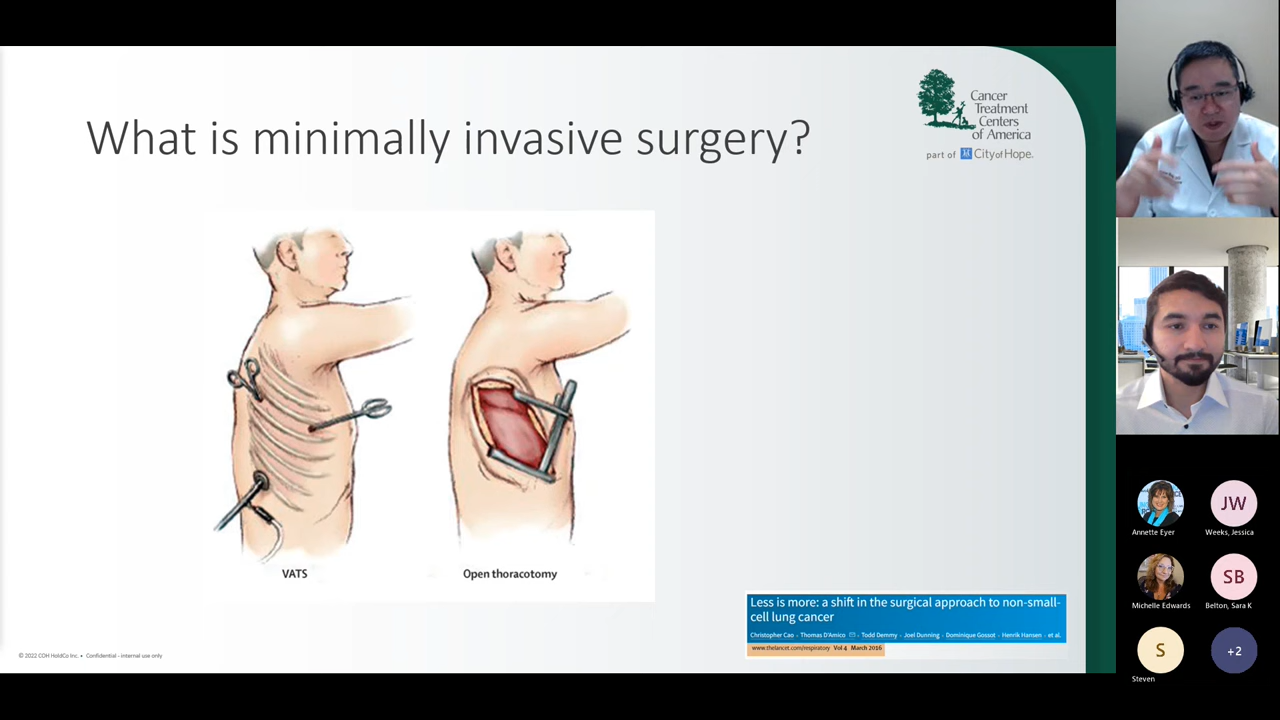 What is minimally invasive surgery?
Cancer
Treatment
Centers
of America
part of City of Hope.
VATS
Open thoracotomy
Less is more: a shift in the surgical approach to non-small-
cell lung cancer
Christopher Cao · Thomas D'Amico · Todd Demmy · Joel Dunning · Dominique Gossot · Henrik Hansen · et al.
www.thelancet.com/respiratory Vol 4 March 2016
© 2022 COH HoldCo Inc. • Confidential - internal use only
JW
Annette Eyer
Weeks, Jessica
SB
Michelle Edwards
Belton, Sara K
S
+2
Steven